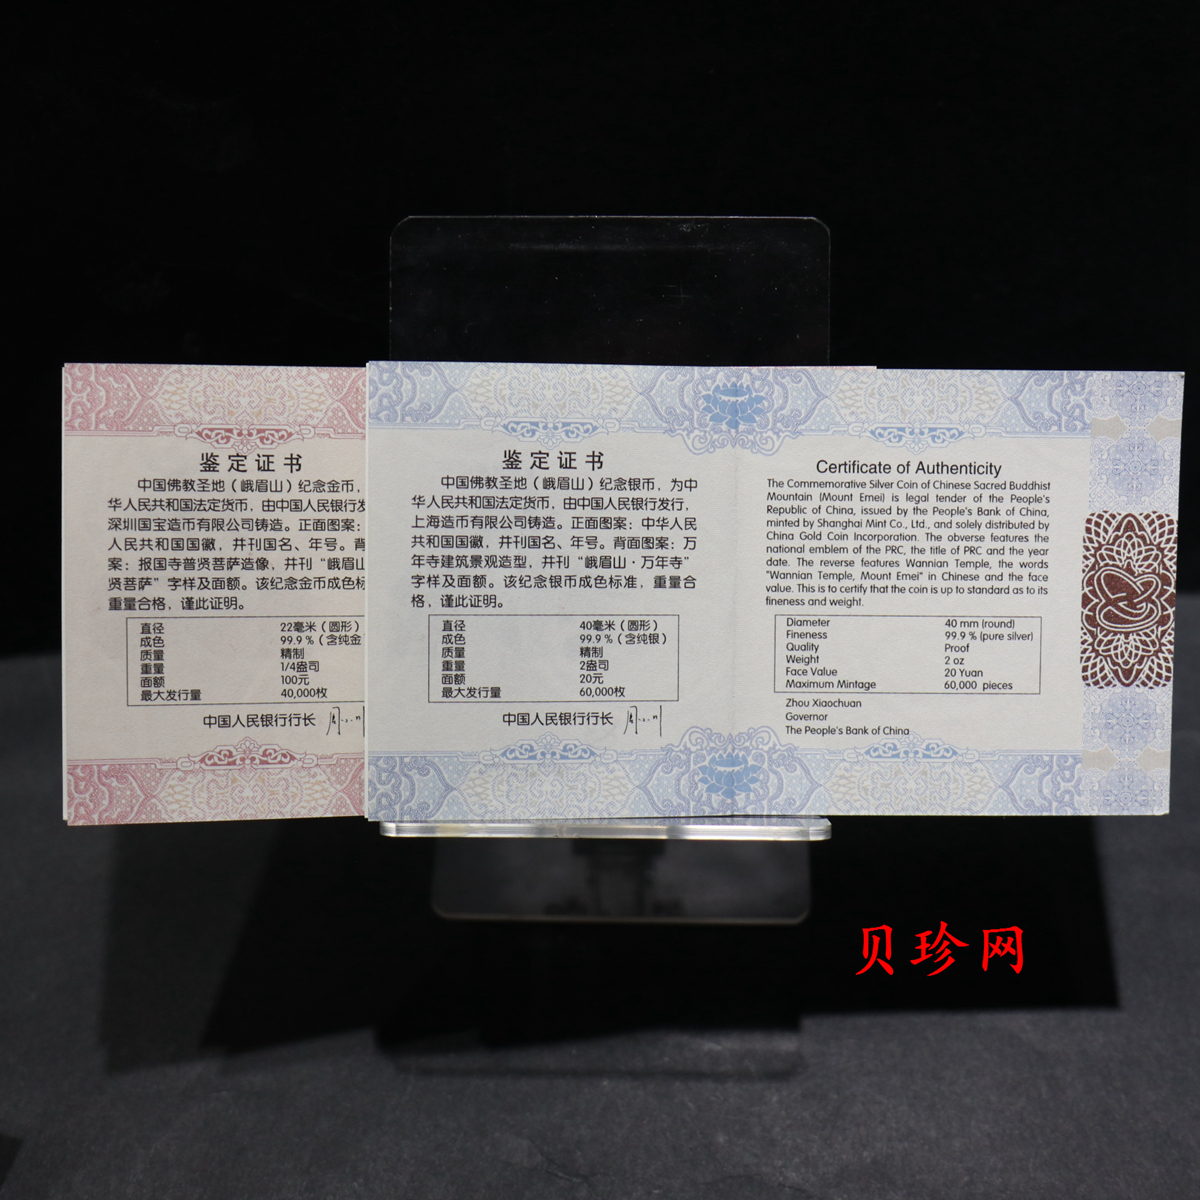 鉴定证书
中国佛教圣地（峨眉山）纪念金币，
华人民共和国法定货币，由中国人民银行发
深圳国宝造币有限公司铸造。正面图案：
人民共和国国徽，并刊国名、年号。背
案：报国寺普贤菩萨造像，并刊“峨眉山
贤菩萨”字样及面额。该纪念金币成色标
重量合格，谨此证明。
直径 22毫米（圆形）
成色 99.9％（含纯金
质量 精制
重量 1/4盎司
面额 100元
最大发行量 40,000枚
中国人民银行行长
鉴定证书
中国佛教圣地（峨眉山）纪念银币，为中
华人民共和国法定货币，由中国人民银行发行，
上海造币有限公司铸造。正面图案：中华人民
共和国国徽，并刊国名、年号。背面图案：万
年寺建筑景观造型，并刊“峨眉山·万年寺”
字样及面额。该纪念银币成色标准，重量合
格，谨此证明。
直径 40毫米（圆形）
成色 99.9％（含纯银）
质量 精制
重量 2盎司
面额 20元
最大发行量 60,000枚
中国人民银行行长
Certificate of Authenticity
The Commemorative Silver Coin of Chinese Sacred Buddhist
Mountain (Mount Emei) is legal tender of the People's
Republic of China, issued by the People's Bank of China,
minted by Shanghai Mint Co., Ltd., and solely distributed by
China Gold Coin Incorporation. The obverse features the
national emblem of the PRC, the title of PRC and the year
date. The reverse features Wannian Temple, the words
"Wannian Temple, Mount Emei" in Chinese and the face
value. This is to certify that the coin is up to standard as to its
fineness and weight.
Diameter 40 mm (round)
Fineness 99.9 % (pure silver)
Quality Proof
Weight 2 oz
Face Value 20 Yuan
Maximum Mintage 60,000 pieces
Zhou Xiaochuan
Governor
The People's Bank of China
贝珍网